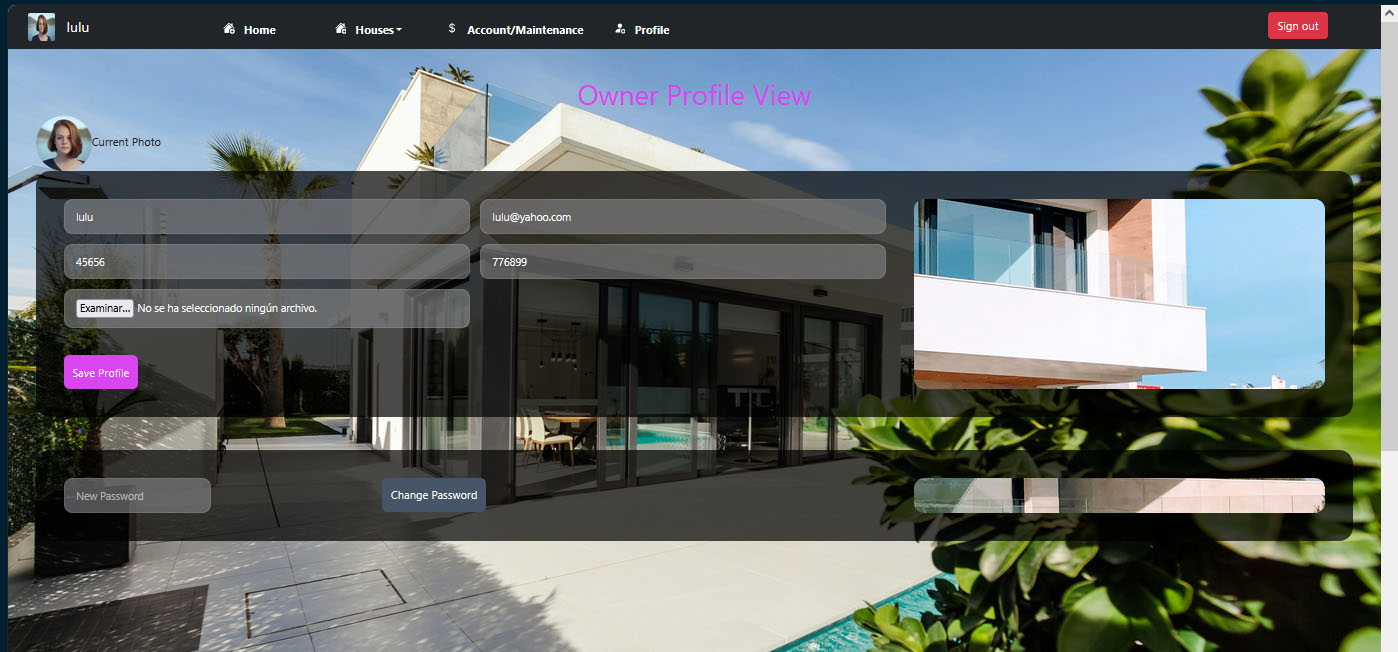 lulu Home Houses $ Account/Maintenance Profile Sign out
Owner Profile View
Current Photo
lulu lulu@yahoo.com
45656 776899
Examinar... No se ha seleccionado ningún archivo.
Save Profile
New Password Change Password